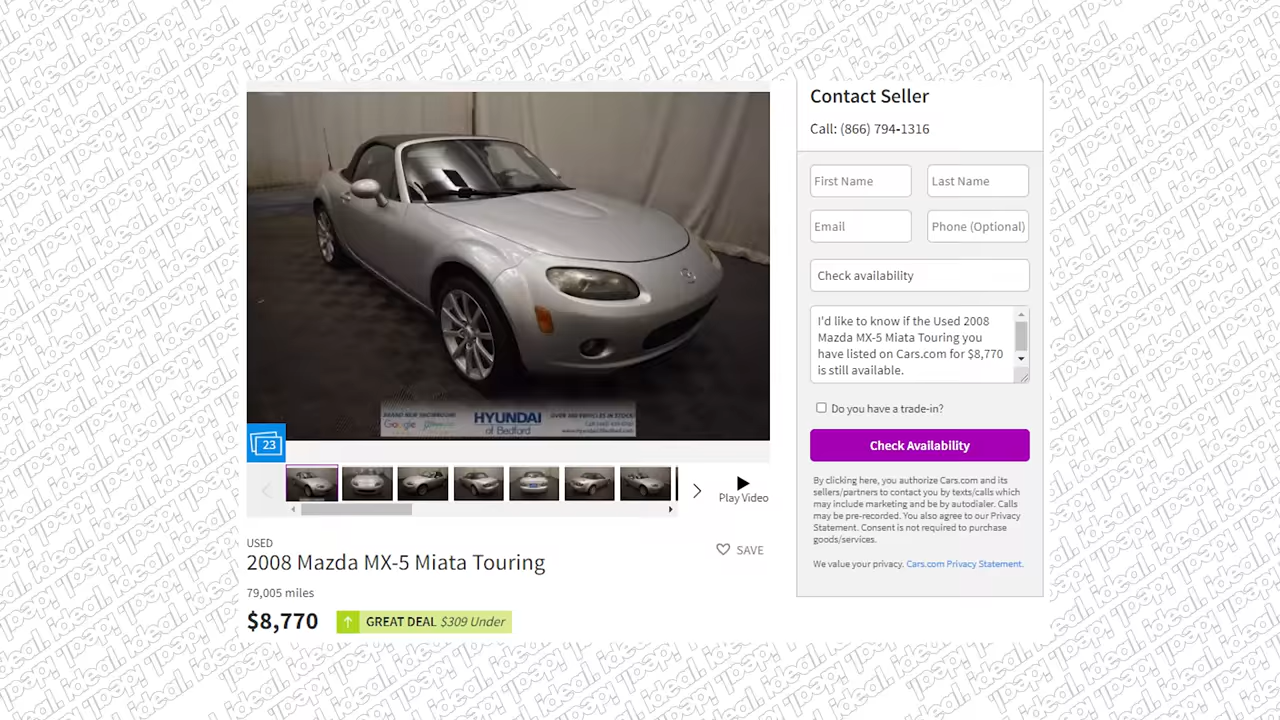 Contact Seller
Call: (866) 794-1316
First Name
Last Name
Email
Phone (Optional)
Check availability
I'd like to know if the Used 2008
Mazda MX-5 Miata Touring you
have listed on Cars.com for $8,770
is still available.
Do you have a trade-in?
Check Availability
By clicking here, you authorize Cars.com and its
sellers/partners to contact you by texts/calls which
may include marketing and be by autodialer. Calls
may be pre-recorded. You also agree to our Privacy
Statement. Consent is not required to purchase
goods/services.
We value your privacy. Cars.com Privacy Statement.
HYUNDAI
of Bedford
Google
23
Play Video
USED
2008 Mazda MX-5 Miata Touring
SAVE
79,005 miles
$8,770
GREAT DEAL $309 Under
ideal.